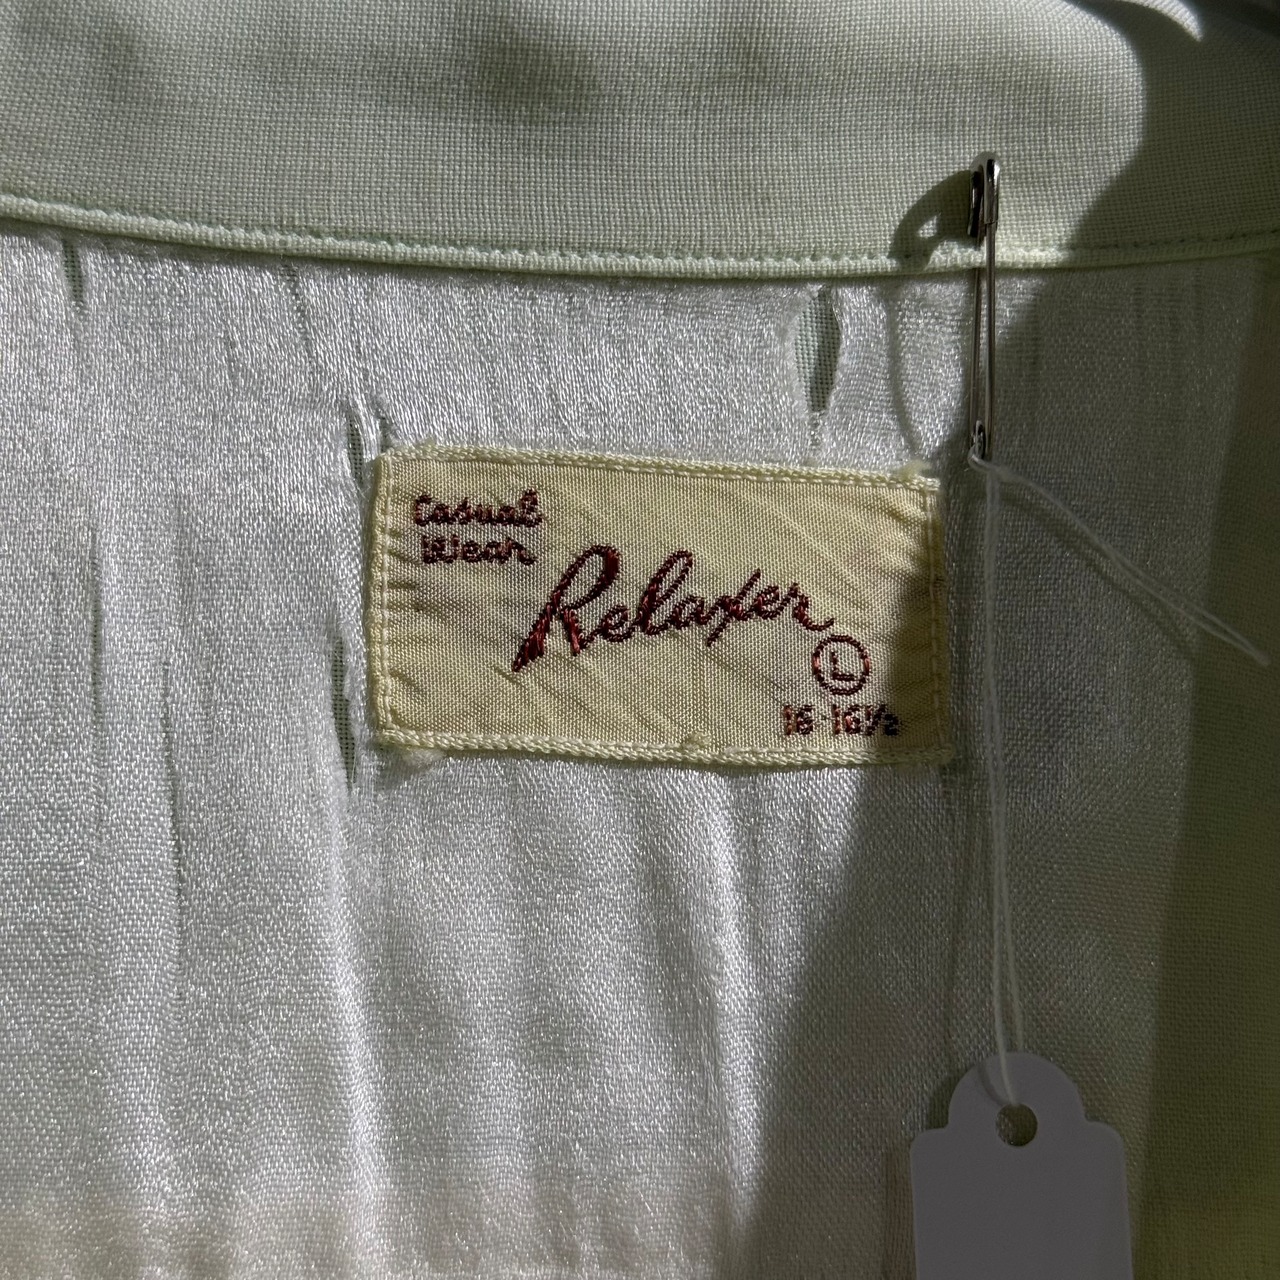 Casual
Wear
Relaxer
L
16-16½